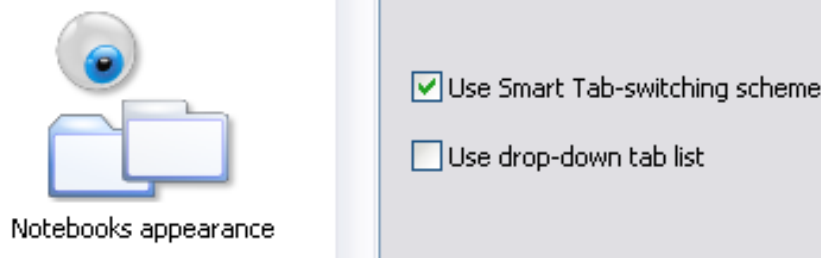 Use Smart Tab-switching scheme
Use drop-down tab list
Notebooks appearance